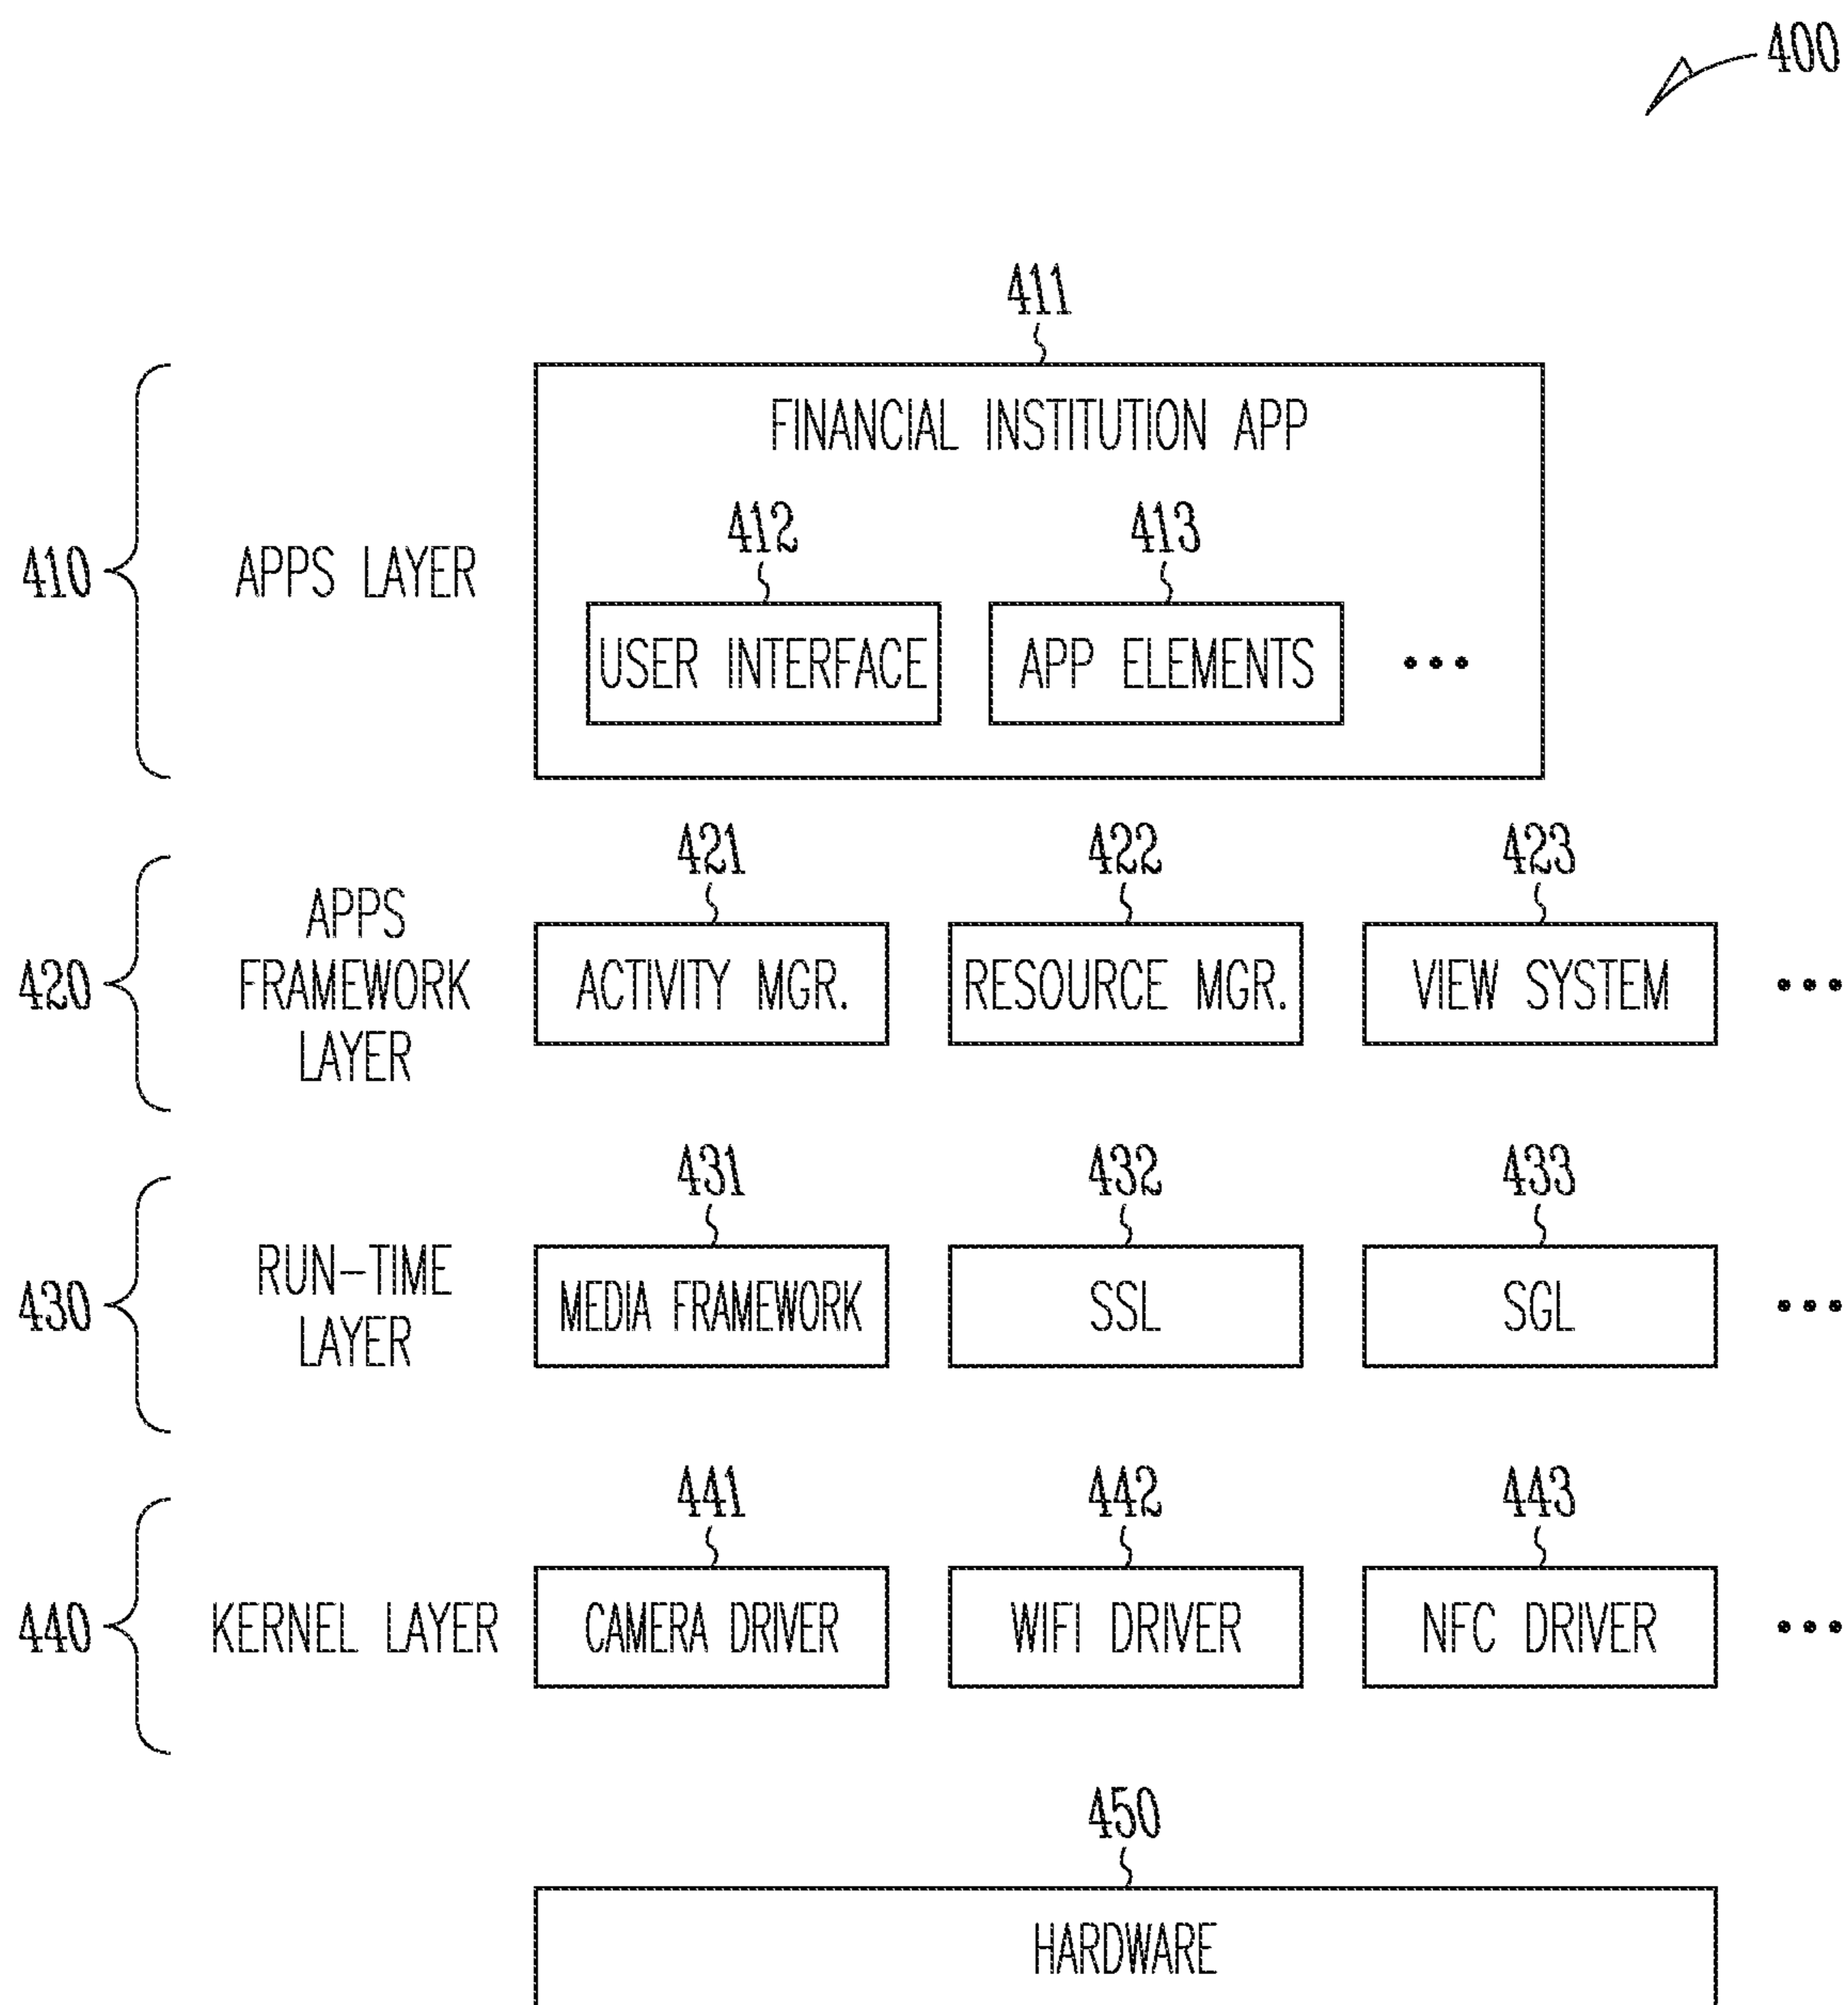 400
411
FINANCIAL INSTITUTION APP
412 413
410 APPS LAYER
USER INTERFACE APP ELEMENTS •••
421 422 423
420
APPS
FRAMEWORK
LAYER
ACTIVITY MGR. RESOURCE MGR. VIEW SYSTEM •••
431 432 433
430
RUN-TIME
LAYER
MEDIA FRAMEWORK SSL SGL •••
441 442 443
440 KERNEL LAYER CAMERA DRIVER WIFI DRIVER NFC DRIVER •••
450
HARDWARE